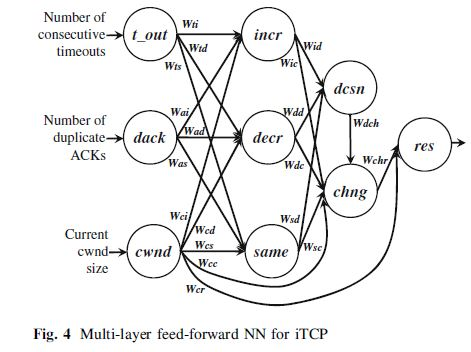 Number of
consecutive
timeouts
t_out
Wti
Wtd
Wts
incr
Wid
Wic
dcsn
Wdch
Number of
duplicate
ACKs
dack
Wai
Wad
Was
decr
Wdd
Wdc
chng
Wchr
res
Current
cwnd
size
cwnd
Wci
Wcd
Wcs
Wcc
Wcr
same
Wsd
Wsc
Fig. 4 Multi-layer feed-forward NN for iTCP